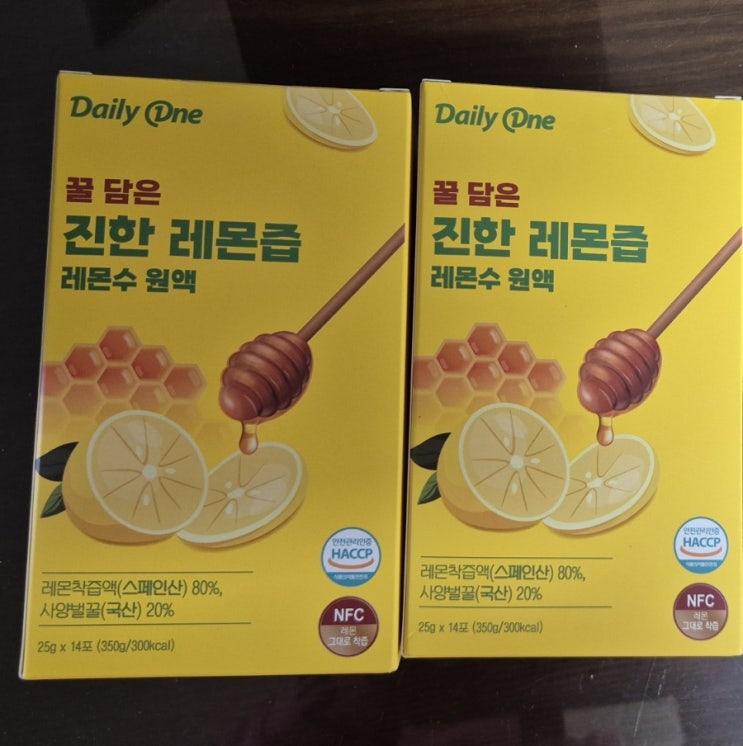 Daily One
꿀 담은
진한 레몬즙
레몬수 원액
안전관리인증
HACCP
레몬착즙액(스페인산) 80%,
사양벌꿀(국산) 20%
NFC
레몬
그대로 착즙
25g x 14포 (350g/300kcal)
Daily One
꿀 담은
진한 레몬즙
레몬수 원액
안전관리인증
HACCP
레몬착즙액(스페인산) 80%,
사양벌꿀(국산) 20%
NFC
레몬
그대로 착즙
25g x 14포 (350g/300kcal)